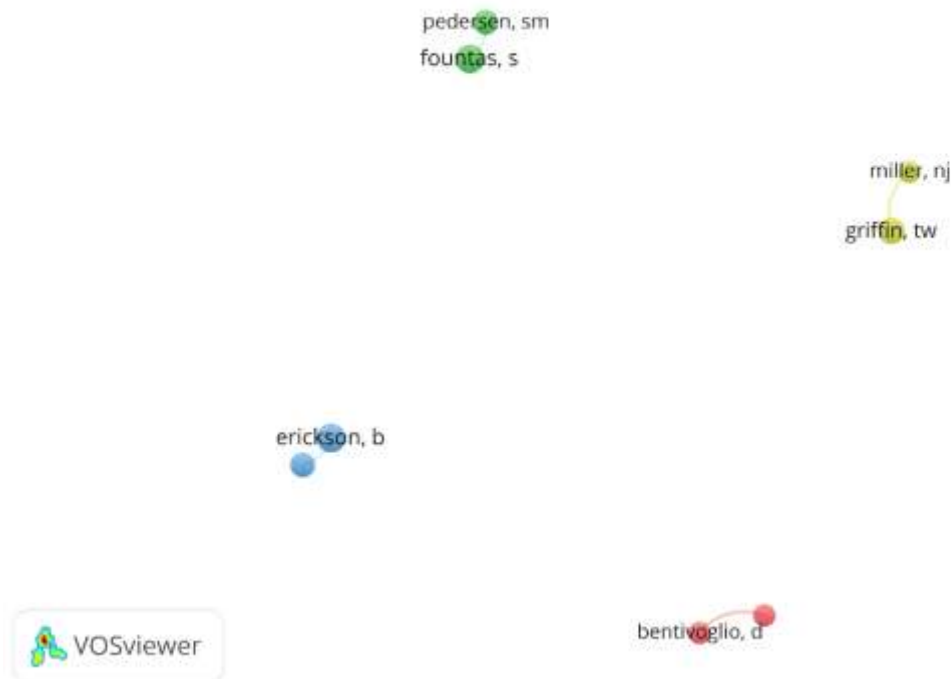 pedersen, sm
fountas, s
miller, nj
griffin, tw
erickson, b
bentivoglio, d
VOSviewer